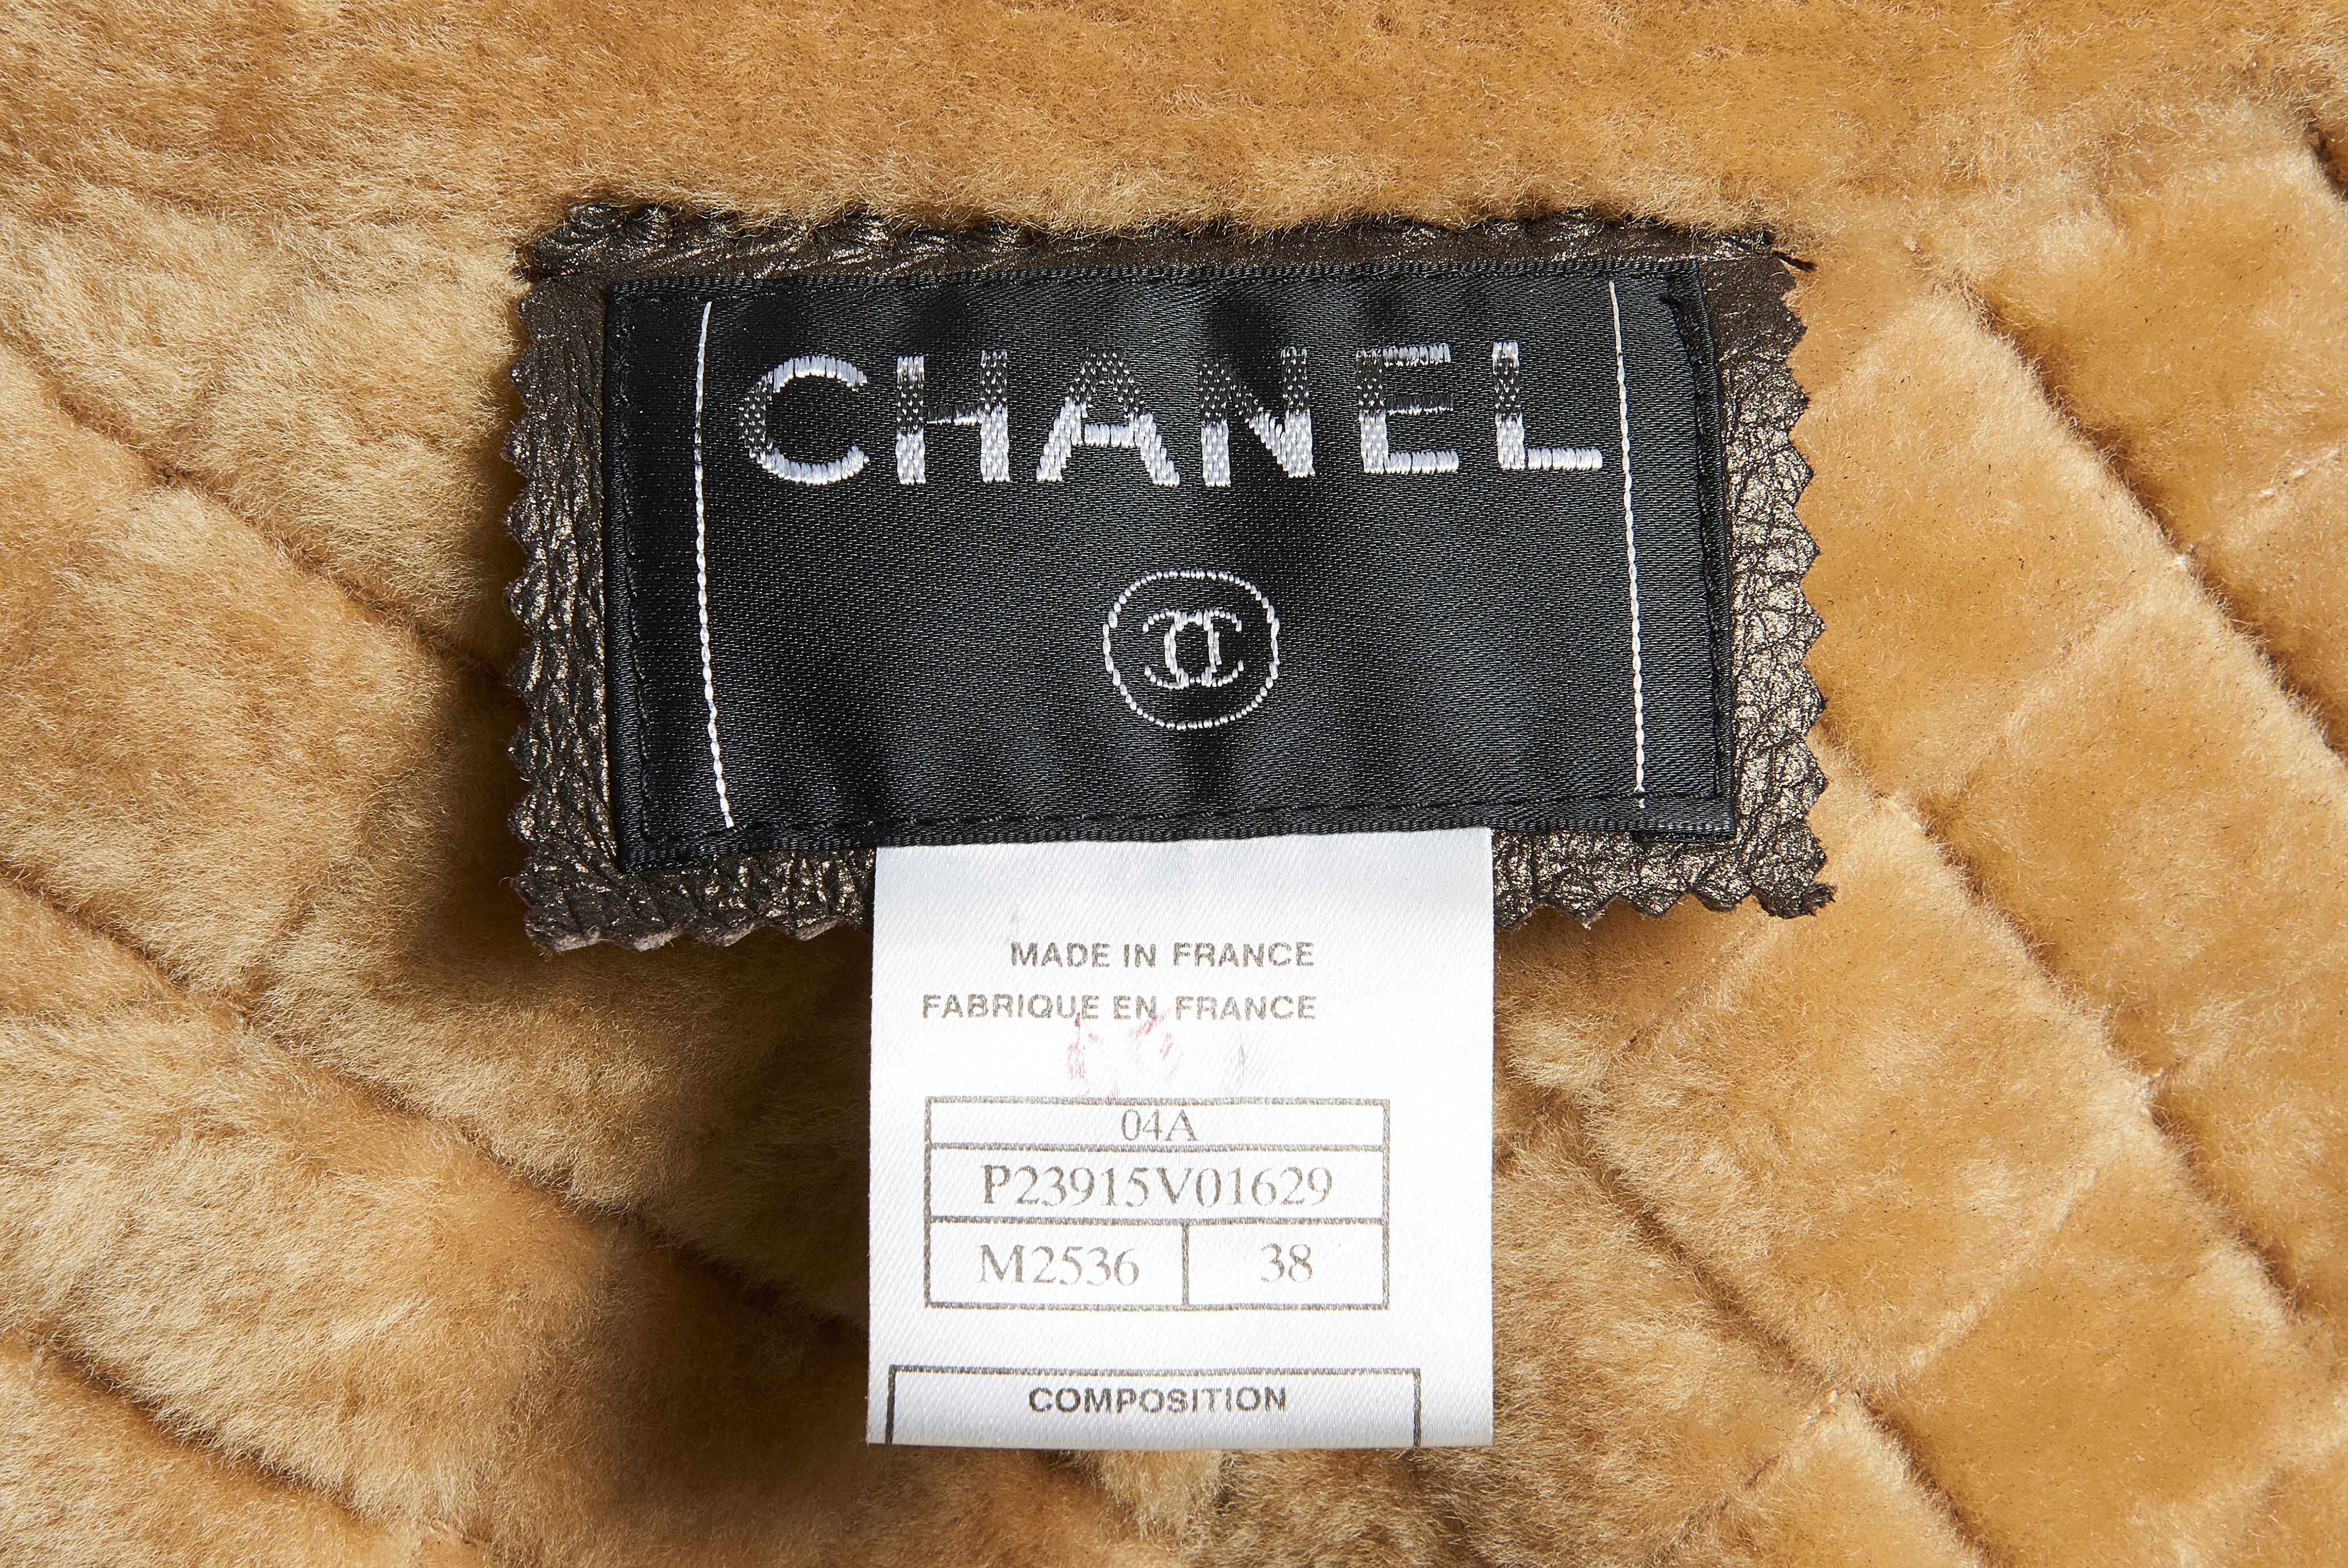 CHANEL
MADE IN FRANCE
FABRIQUE EN FRANCE
04A
P23915V01629
M2536 38
COMPOSITION